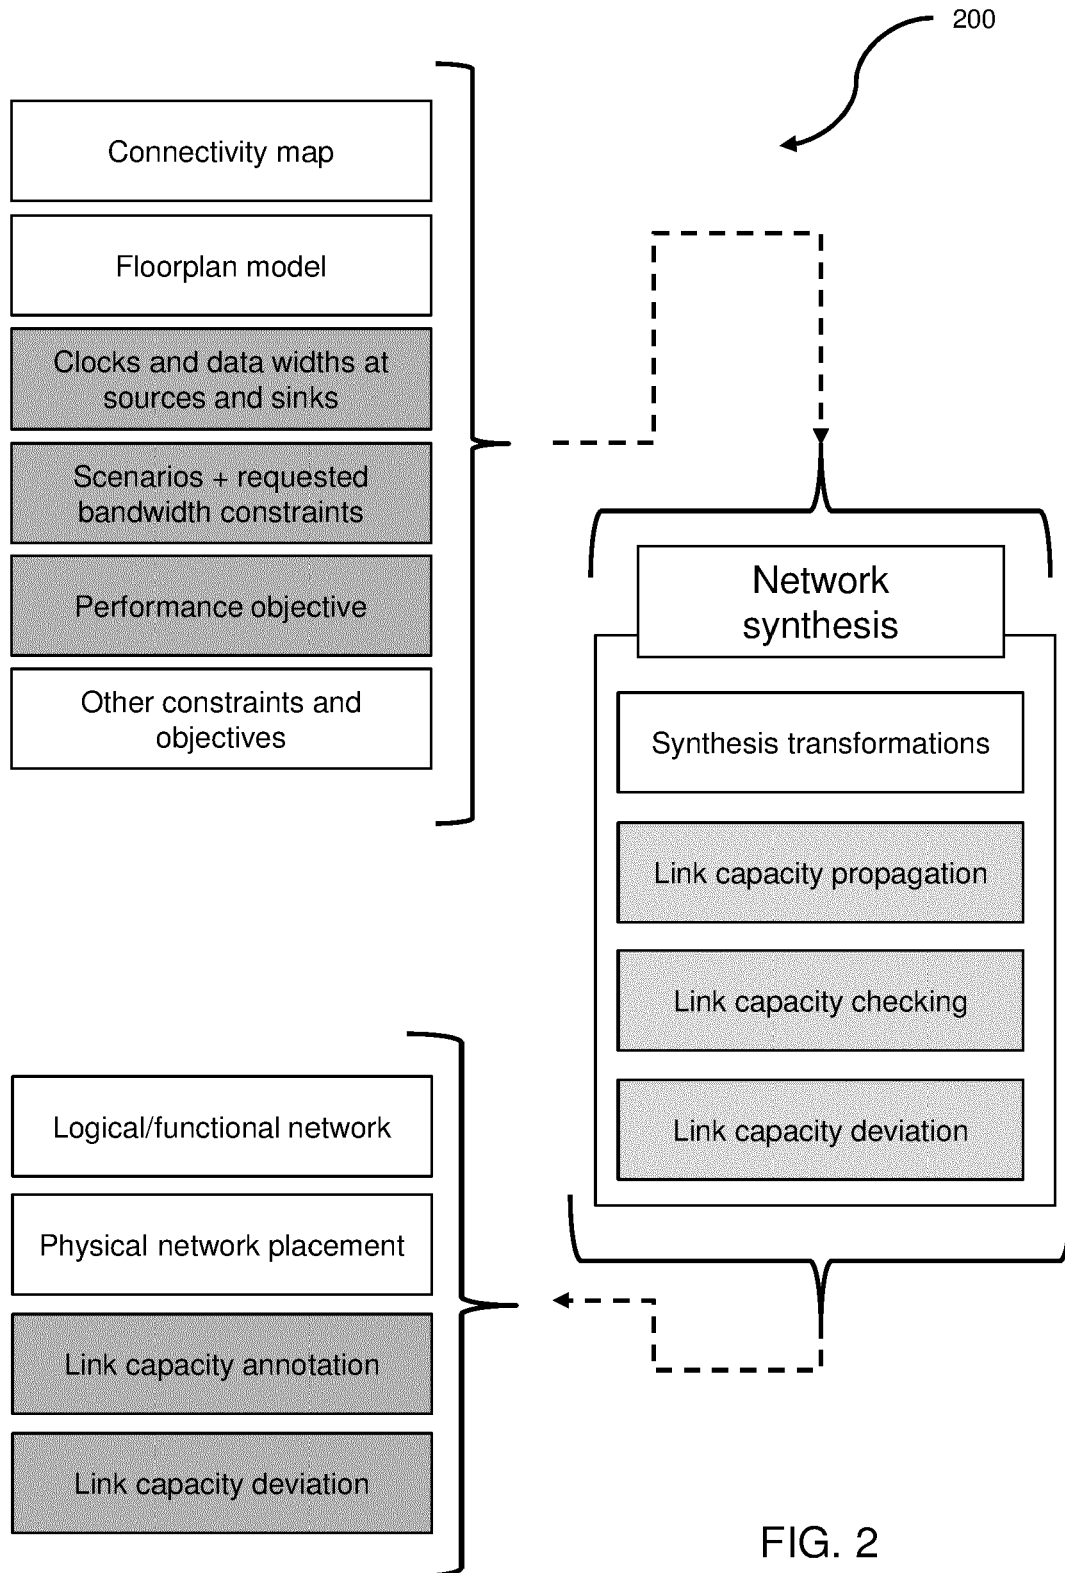 200
Connectivity map
Floorplan model
Clocks and data widths at
sources and sinks
Scenarios + requested
bandwidth constraints
Performance objective
Other constraints and
objectives
Network
synthesis
Synthesis transformations
Link capacity propagation
Link capacity checking
Link capacity deviation
Logical/functional network
Physical network placement
Link capacity annotation
Link capacity deviation
FIG. 2